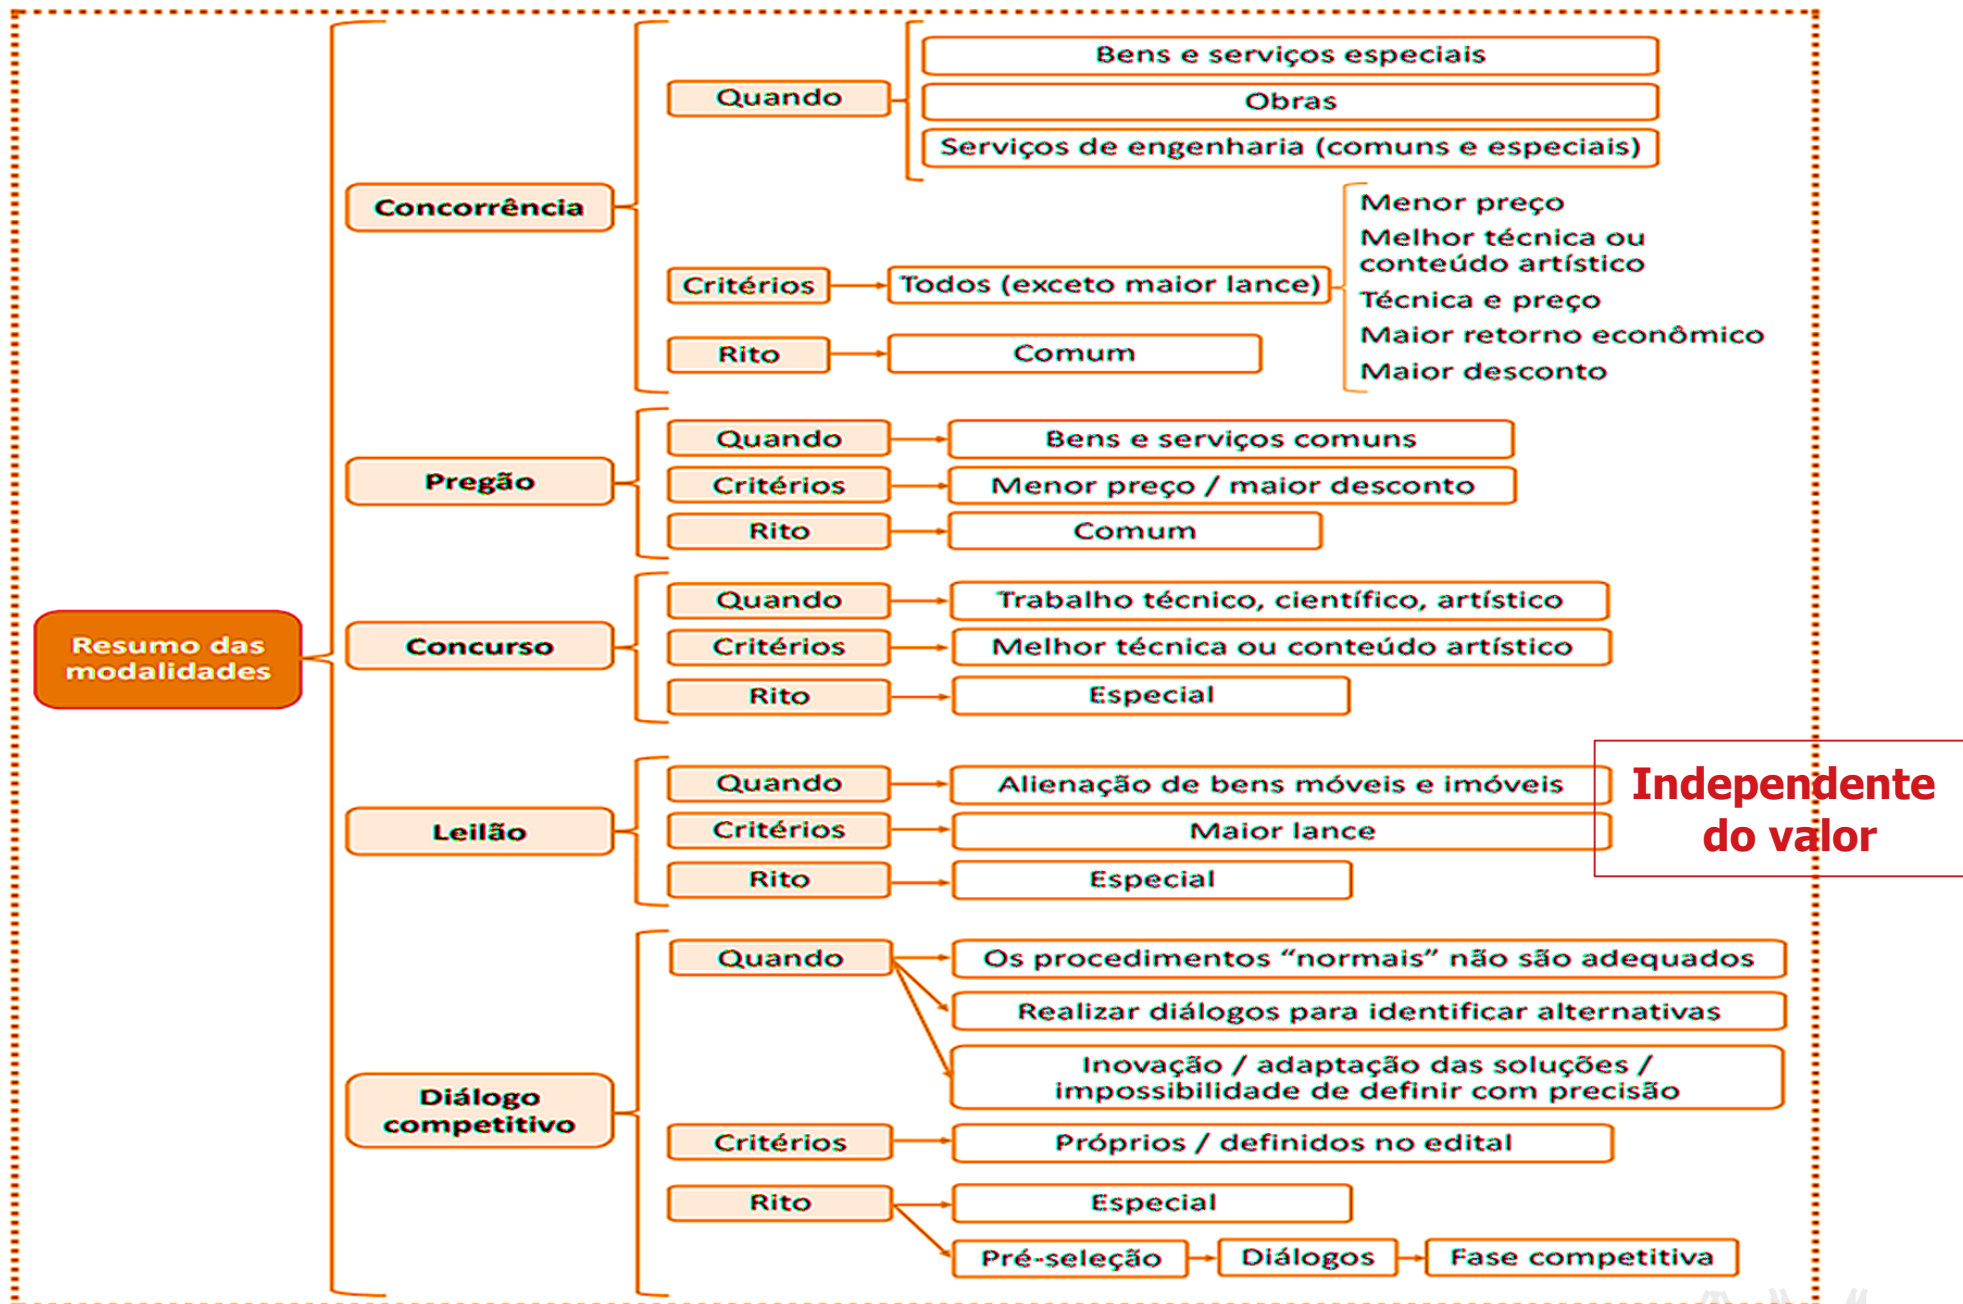 Resumo das
modalidades
Concorrência
Quando
Bens e serviços especiais
Obras
Serviços de engenharia (comuns e especiais)
Critérios
Todos (exceto maior lance)
Menor preço
Melhor técnica ou
conteúdo artístico
Técnica e preço
Maior retorno econômico
Maior desconto
Rito
Comum
Pregão
Quando
Bens e serviços comuns
Critérios
Menor preço / maior desconto
Rito
Comum
Concurso
Quando
Trabalho técnico, científico, artístico
Critérios
Melhor técnica ou conteúdo artístico
Rito
Especial
Leilão
Quando
Alienação de bens móveis e imóveis
Critérios
Maior lance
Rito
Especial
Independente
do valor
Diálogo
competitivo
Quando
Os procedimentos “normais” não são adequados
Realizar diálogos para identificar alternativas
Inovação / adaptação das soluções /
impossibilidade de definir com precisão
Critérios
Próprios / definidos no edital
Rito
Especial
Pré-seleção
Diálogos
Fase competitiva